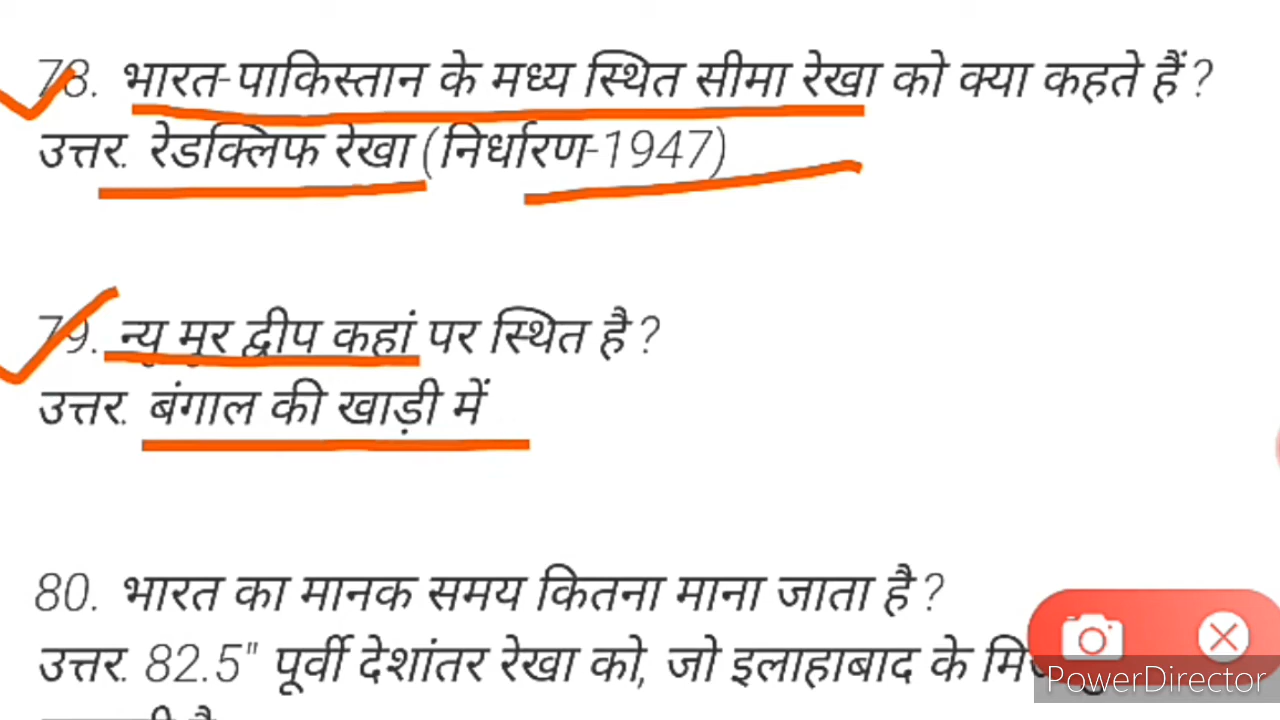 78. भारत-पाकिस्तान के मध्य स्थित सीमा रेखा को क्या कहते हैं?
उत्तर. रेडक्लिफ रेखा (निर्धारण-1947)
79. न्यू मूर द्वीप कहां पर स्थित है?
उत्तर. बंगाल की खाड़ी में
80. भारत का मानक समय कितना माना जाता है?
उत्तर. 82.5" पूर्वी देशांतर रेखा को, जो इलाहाबाद के
PowerDirector